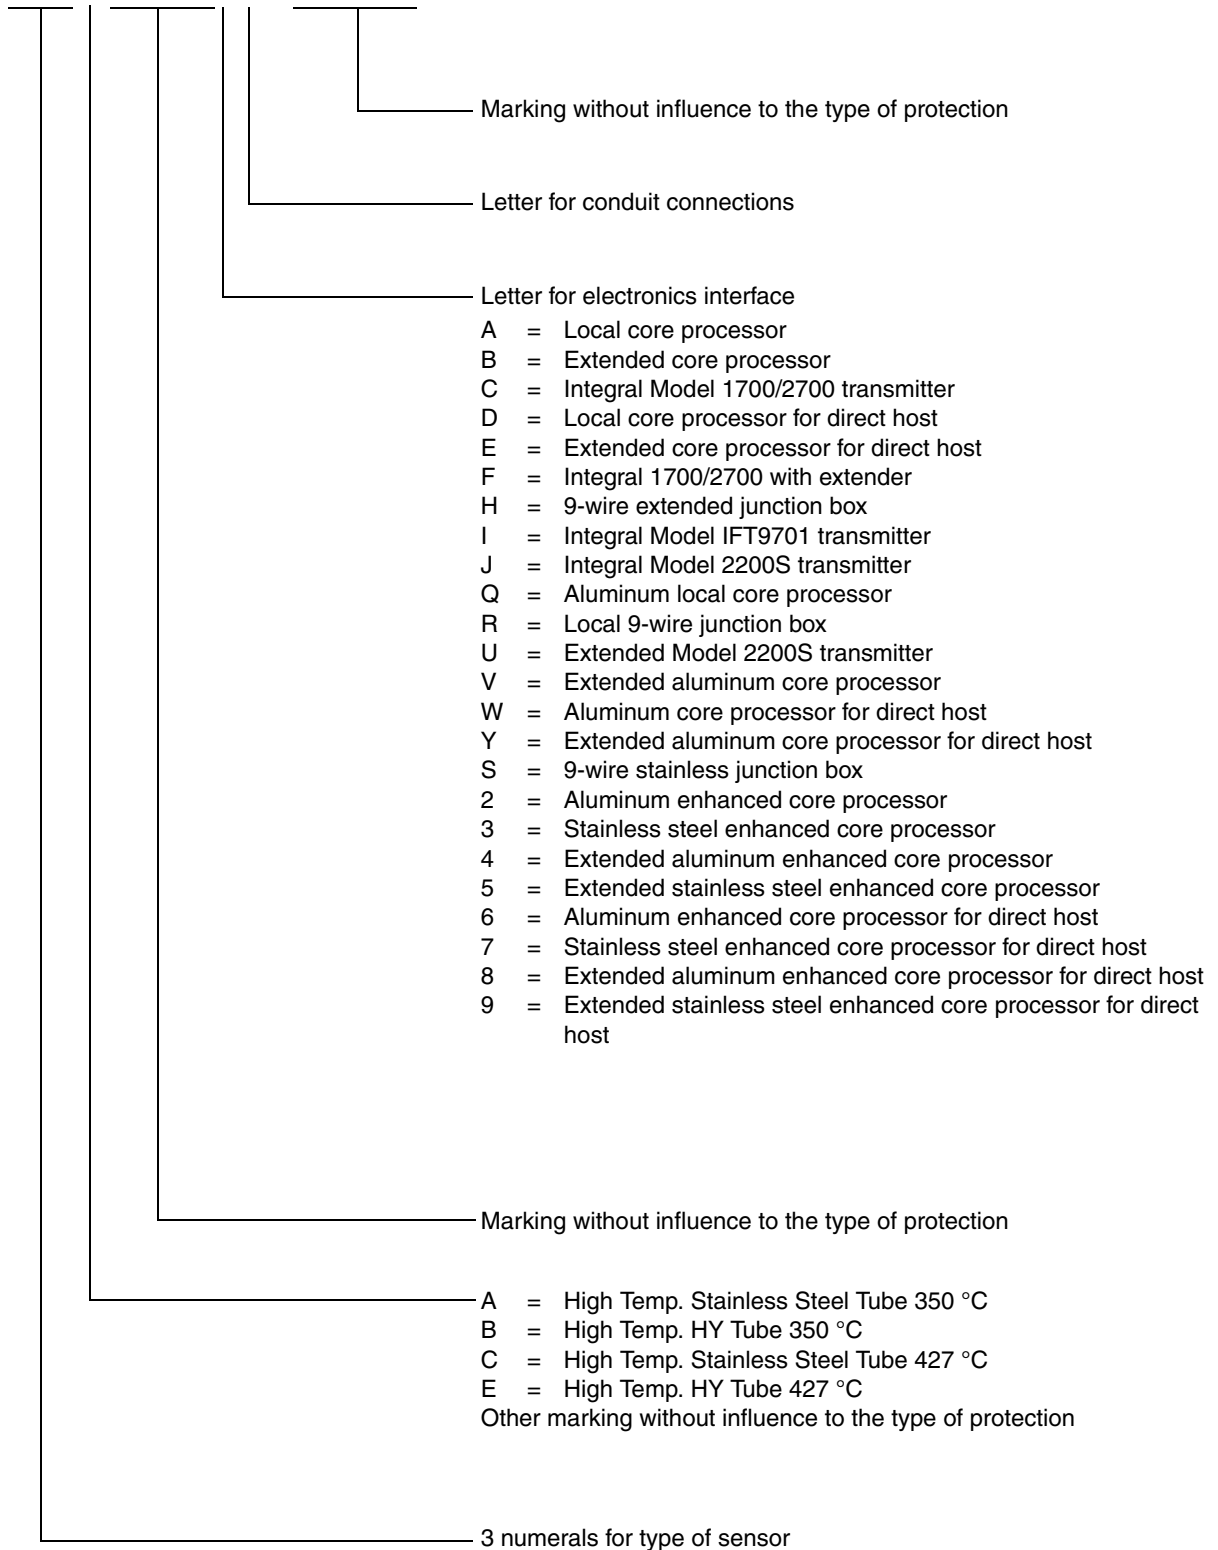 Marking without influence to the type of protection
Letter for conduit connections
Letter for electronics interface
A = Local core processor
B = Extended core processor
C = Integral Model 1700/2700 transmitter
D = Local core processor for direct host
E = Extended core processor for direct host
F = Integral 1700/2700 with extender
H = 9-wire extended junction box
I = Integral Model IFT9701 transmitter
J = Integral Model 2200S transmitter
Q = Aluminum local core processor
R = Local 9-wire junction box
U = Extended Model 2200S transmitter
V = Extended aluminum core processor
W = Aluminum core processor for direct host
Y = Extended aluminum core processor for direct host
S = 9-wire stainless junction box
2 = Aluminum enhanced core processor
3 = Stainless steel enhanced core processor
4 = Extended aluminum enhanced core processor
5 = Extended stainless steel enhanced core processor
6 = Aluminum enhanced core processor for direct host
7 = Stainless steel enhanced core processor for direct host
8 = Extended aluminum enhanced core processor for direct host
9 = Extended stainless steel enhanced core processor for direct
host
Marking without influence to the type of protection
A = High Temp. Stainless Steel Tube 350 °C
B = High Temp. HY Tube 350 °C
C = High Temp. Stainless Steel Tube 427 °C
E = High Temp. HY Tube 427 °C
Other marking without influence to the type of protection
3 numerals for type of sensor